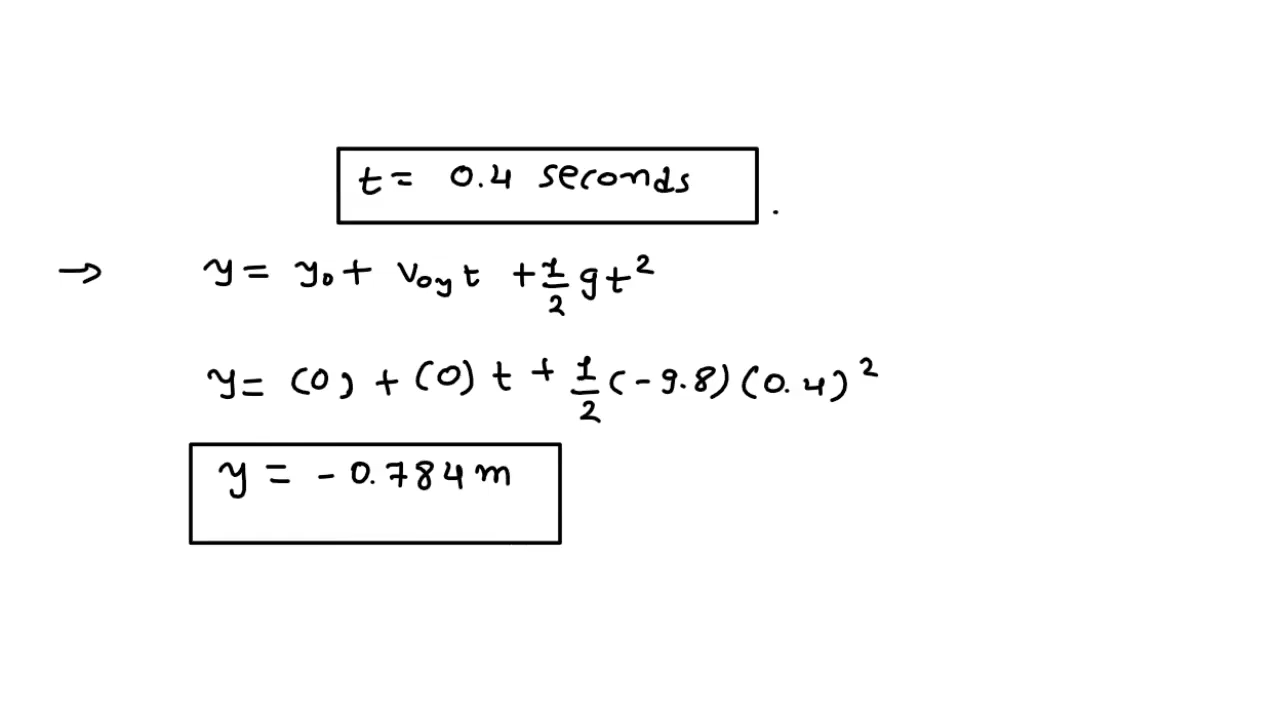 t = 0.4 seconds .
→ y = y₀ + v₀y t + 1/2 g t²
y = (0) + (0) t + 1/2 (-9.8) (0.4)²
y = -0.784 m